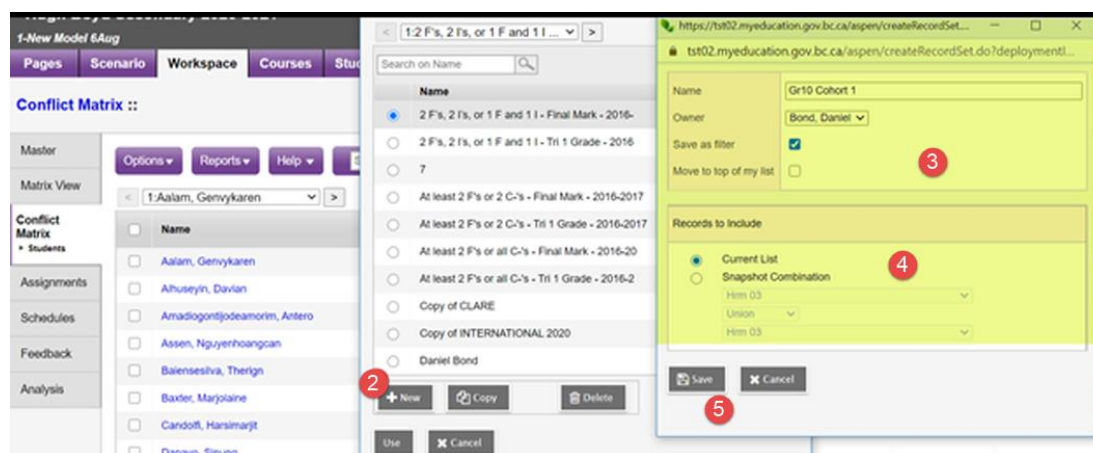 1-New Model 6Aug
Pages Scenario Workspace Courses Stu
Conflict Matrix ::
Master
Matrix View
Conflict
Matrix
Students
Assignments
Schedules
Feedback
Analysis
Options Reports Help
< 1:Aalam, Genvykaren >
Name
Aalam, Genvykaren
Alhuseyin, Davian
Amadiogontijodeamorim, Antero
Assen, Nguyenhoangcan
Baiensesilva, Therign
Baxter, Marjolaine
Candolfi, Harsimarjit
< 1:2 F's, 2 I's, or 1 F and 1 I ... >
Search on Name
Name
2 F's, 2 I's, or 1 F and 1 I - Final Mark - 2016-
2 F's, 2 I's, or 1 F and 1 I - Tri 1 Grade - 2016
7
At least 2 F's or 2 C-'s - Final Mark - 2016-2017
At least 2 F's or 2 C-'s - Tri 1 Grade - 2016-2017
At least 2 F's or all C-'s - Final Mark - 2016-20
At least 2 F's or all C-'s - Tri 1 Grade - 2016-2
Copy of CLARE
Copy of INTERNATIONAL 2020
Daniel Bond
2
New Copy Delete
Use Cancel
https://tst02.myeducation.gov.bc.ca/aspen/createRecordSet....
tst02.myeducation.gov.bc.ca/aspen/createRecordSet.do?deploymentI...
Name Gr10 Cohort 1
Owner Bond, Daniel
Save as filter
3
Move to top of my list
Records to Include
Current List
4
Snapshot Combination
Hrm 03
Union
Hrm 03
Save Cancel
5